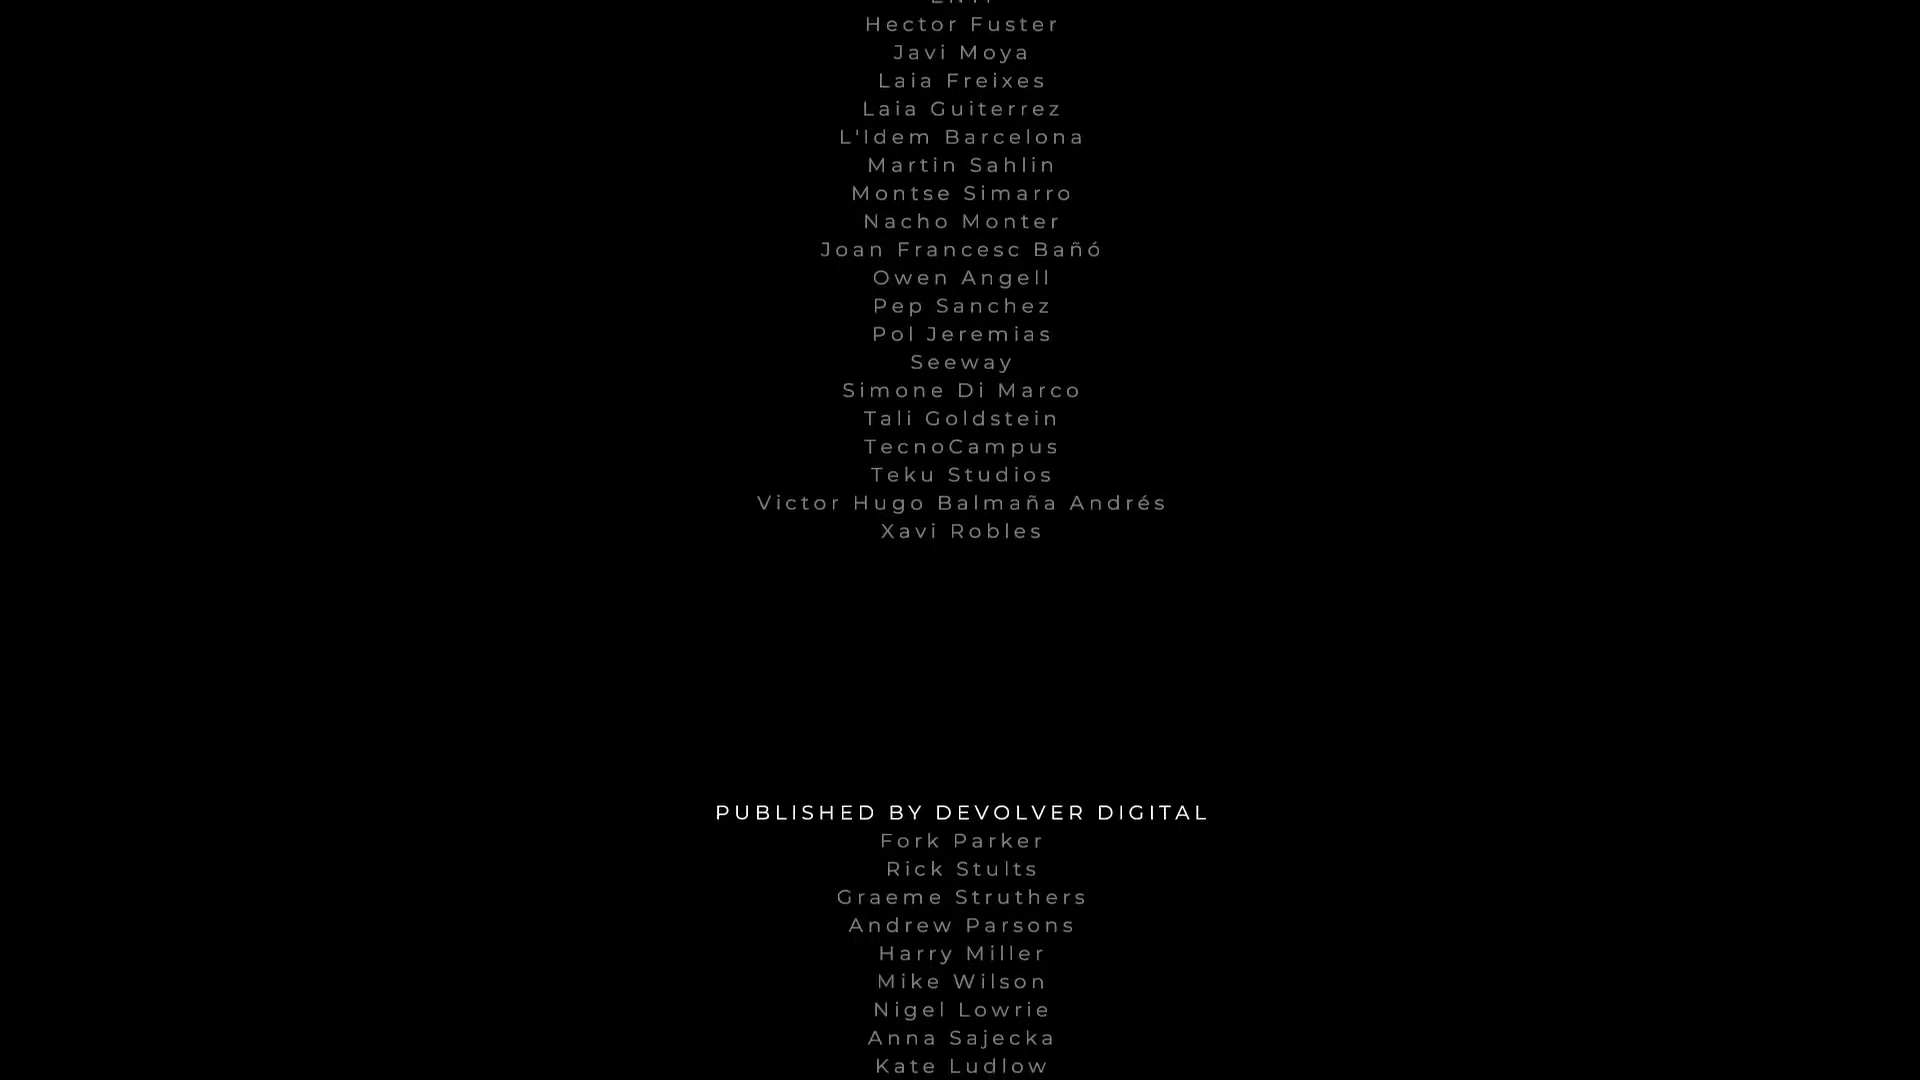 Hector Fuster
Javi Moya
Laia Freixes
Laia Guiterrez
L'Idem Barcelona
Martin Sahlin
Montse Simarro
Nacho Monter
Joan Francesc Bañó
Owen Angell
Pep Sanchez
Pol Jeremias
Seeway
Simone Di Marco
Tali Goldstein
TecnoCampus
Teku Studios
Victor Hugo Balmaña Andrés
Xavi Robles
PUBLISHED BY DEVOLVER DIGITAL
Fork Parker
Rick Stults
Graeme Struthers
Andrew Parsons
Harry Miller
Mike Wilson
Nigel Lowrie
Anna Sajecka
Kate Ludlow